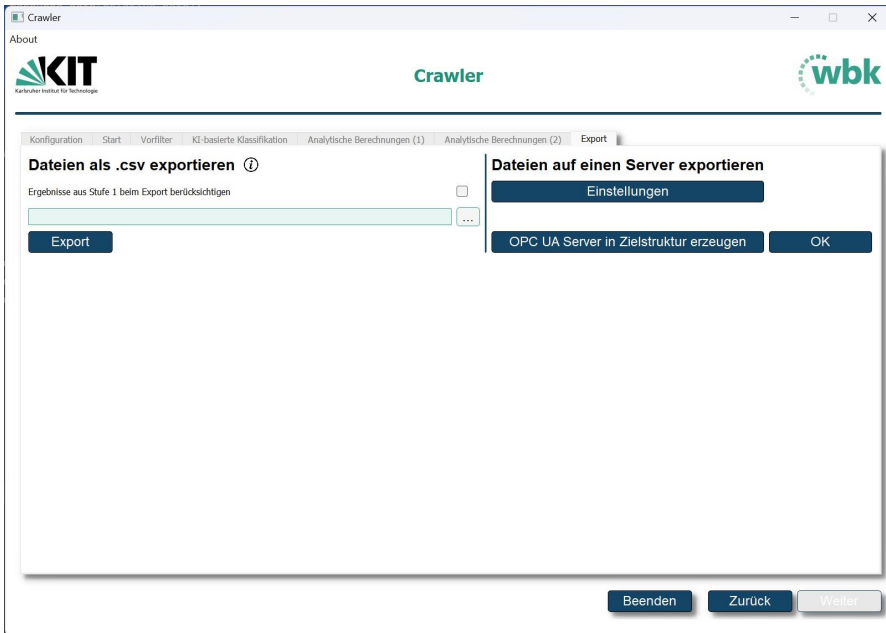 Crawler
About
KIT
Karlsruher Institut für Technologie
Crawler
wbk
Konfiguration Start Vorfilter KI-basierte Klassifikation Analytische Berechnungen (1) Analytische Berechnungen (2) Export
Dateien als .csv exportieren i
Ergebnisse aus Stufe 1 beim Export berücksichtigen
...
Export
Dateien auf einen Server exportieren
Einstellungen
OPC UA Server in Zielstruktur erzeugen OK
Beenden Zurück Weiter